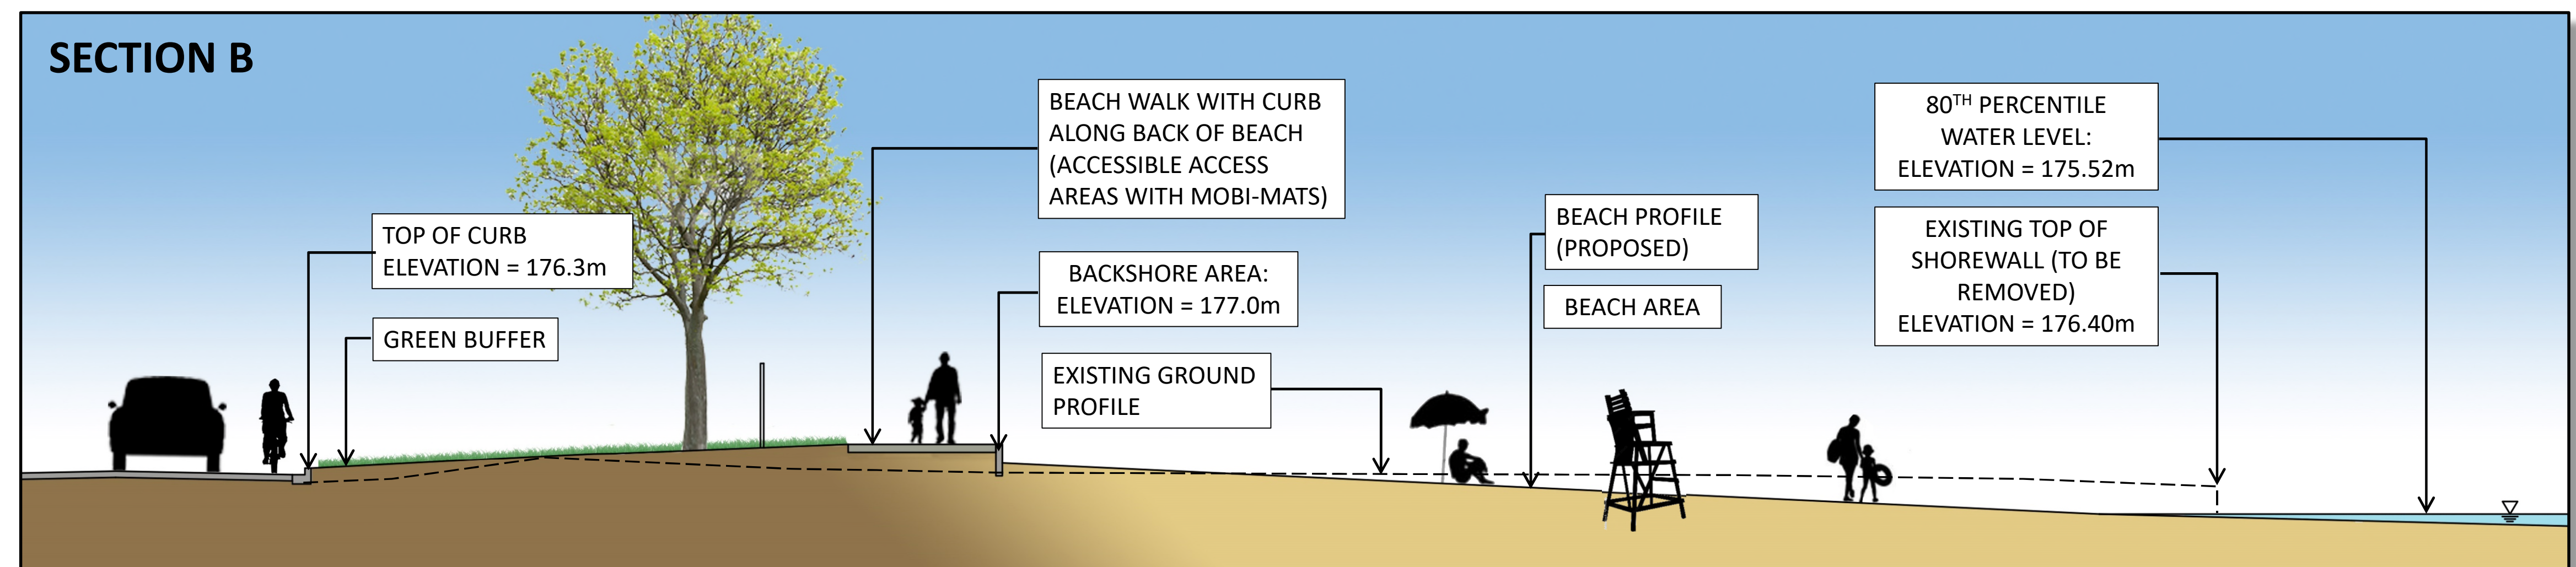 SECTION B
TOP OF CURB
ELEVATION = 176.3m
GREEN BUFFER
BEACH WALK WITH CURB
ALONG BACK OF BEACH
(ACCESSIBLE ACCESS
AREAS WITH MOBI-MATS)
BACKSHORE AREA:
ELEVATION = 177.0m
EXISTING GROUND
PROFILE
BEACH PROFILE
(PROPOSED)
BEACH AREA
80TH PERCENTILE
WATER LEVEL:
ELEVATION = 175.52m
EXISTING TOP OF
SHOREWALL (TO BE
REMOVED)
ELEVATION = 176.40m